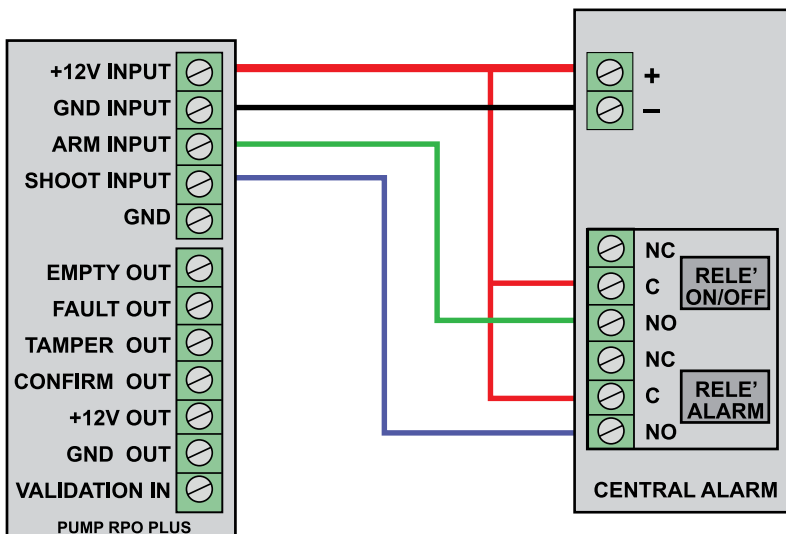 +12V INPUT
GND INPUT
ARM INPUT
SHOOT INPUT
GND
EMPTY OUT
FAULT OUT
TAMPER OUT
CONFIRM OUT
+12V OUT
GND OUT
VALIDATION IN
PUMP RPO PLUS
+
−
NC
C
NO
RELE'
ON/OFF
NC
C
NO
RELE'
ALARM
CENTRAL ALARM